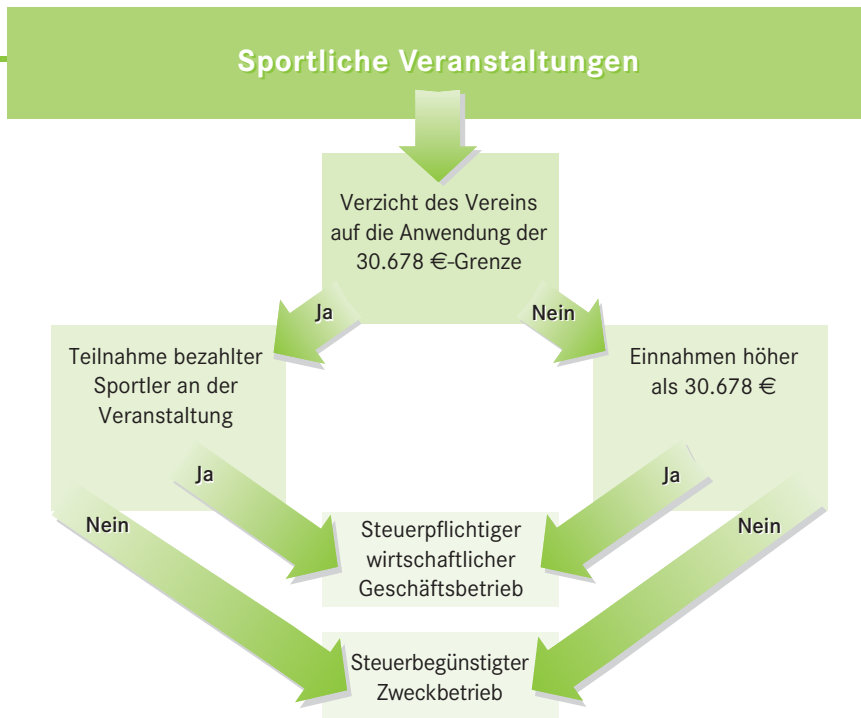 Sportliche Veranstaltungen
Verzicht des Vereins
auf die Anwendung der
30.678 €-Grenze
Ja
Nein
Teilnahme bezahlter
Sportler an der
Veranstaltung
Einnahmen höher
als 30.678 €
Ja
Ja
Nein
Nein
Steuerpflichtiger
wirtschaftlicher
Geschäftsbetrieb
Steuerbegünstigter
Zweckbetrieb